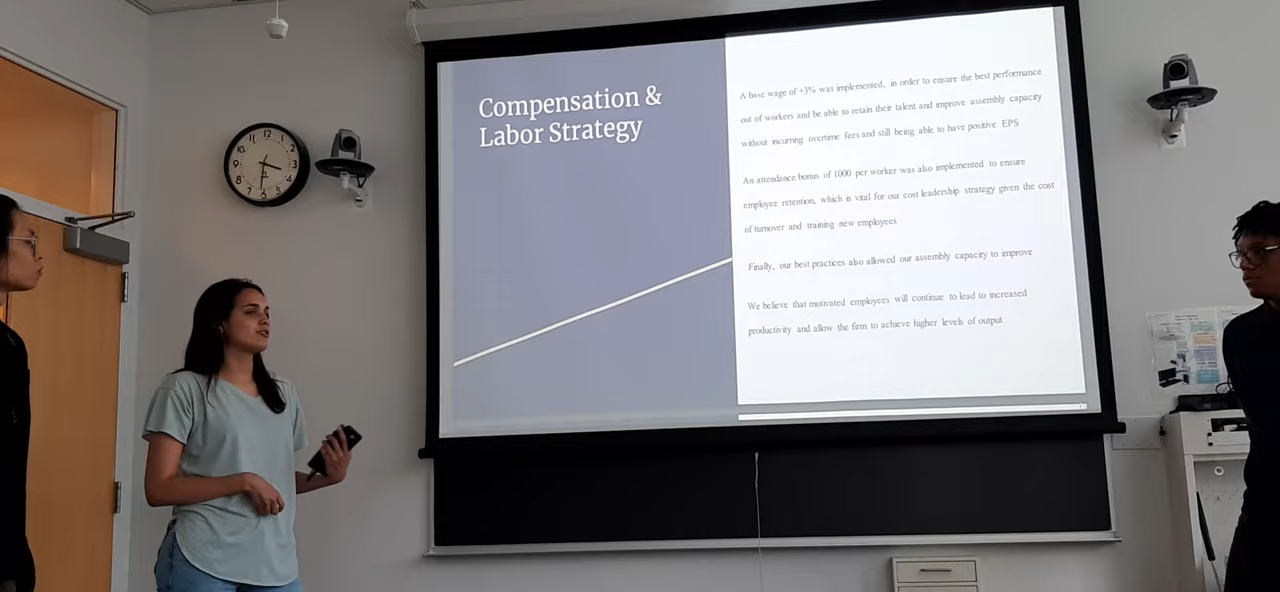 Compensation &
Labor Strategy
A base wage of +3% was implemented, in order to ensure the best performance
out of workers and be able to retain their talent and improve assembly capacity
without incurring overtime fees and still being able to have positive EPS
An attendance bonus of 1000 per worker was also implemented to ensure
employee retention, which is vital for our cost leadership strategy given the cost
of turnover and training new employees
Finally, our best practices also allowed our assembly capacity to improve
We believe that motivated employees will continue to lead to increased
productivity and allow the firm to achieve higher levels of output